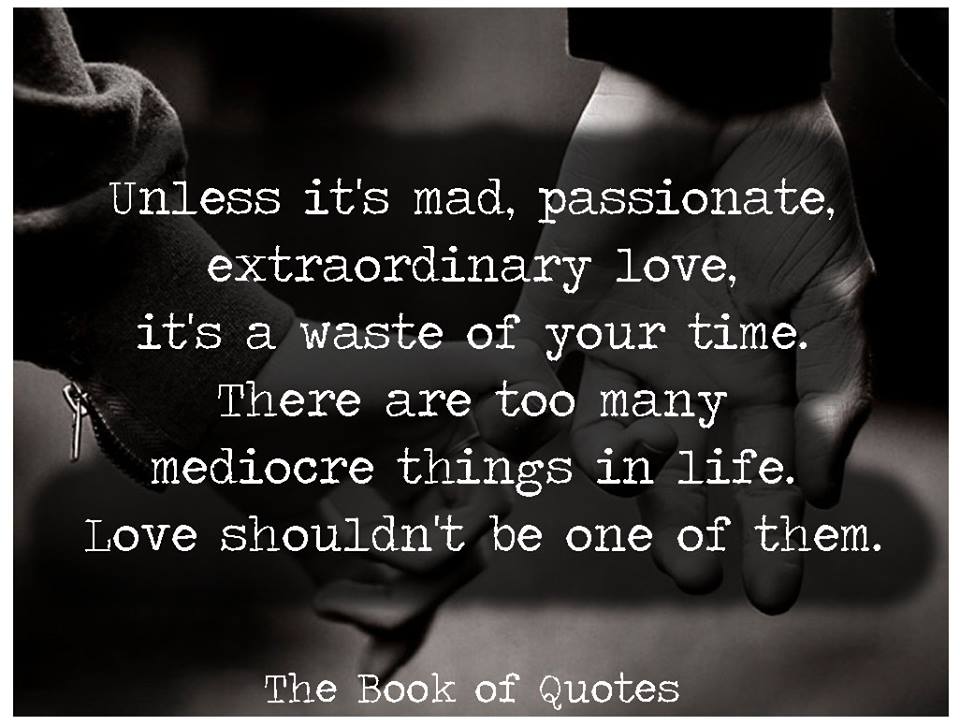 Unless it's mad, passionate,
extraordinary love,
it's a waste of your time.
There are too many
mediocre things in life.
Love shouldn't be one of them.
The Book of Quotes